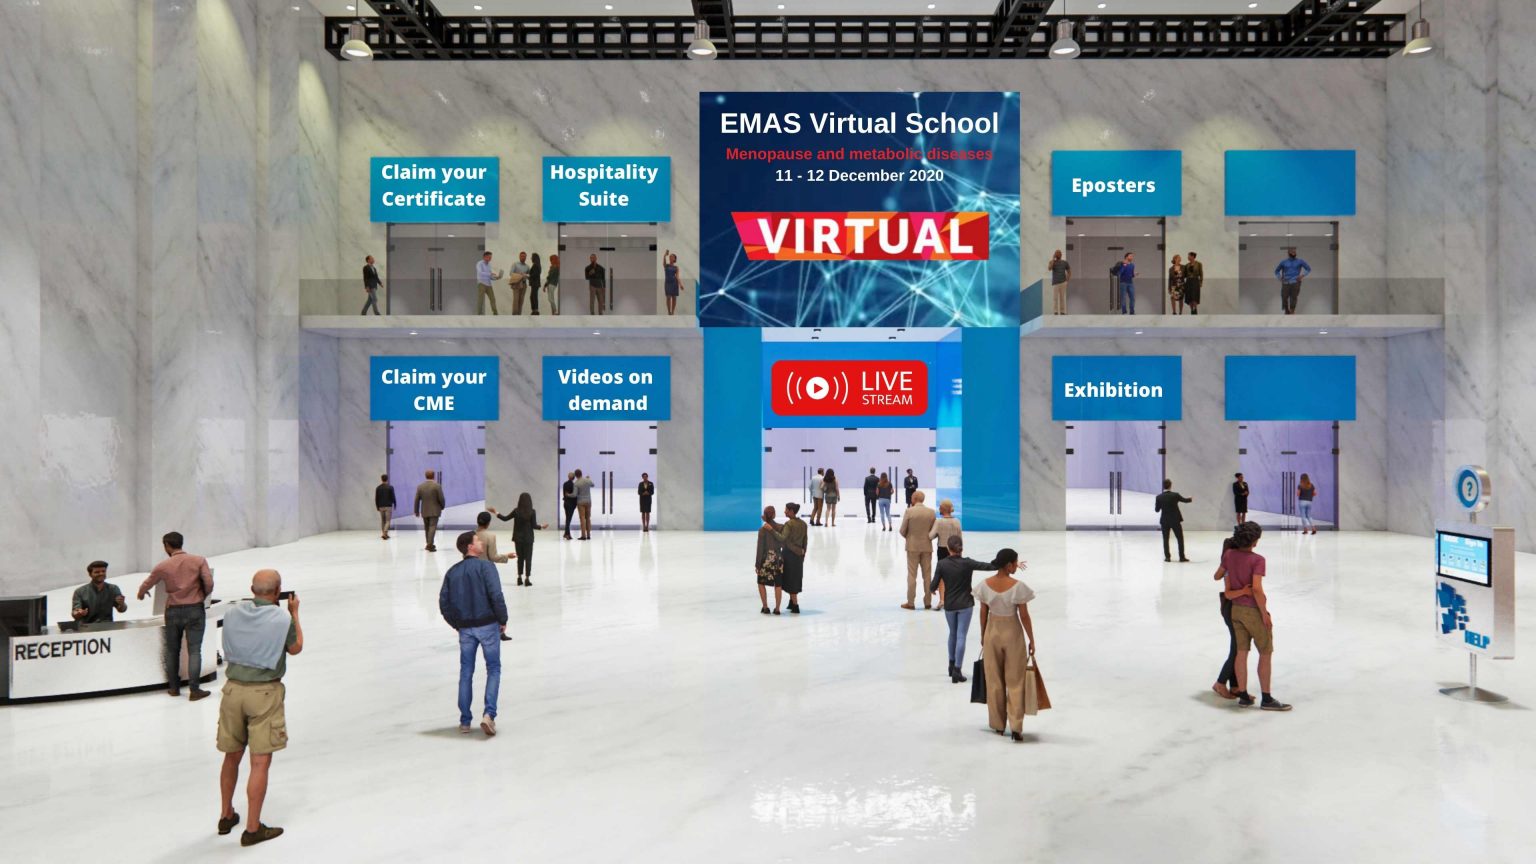 EMAS Virtual School
Menopause and metabolic diseases
11 - 12 December 2020
VIRTUAL
Claim your
Certificate
Hospitality
Suite
Eposters
Claim your
CME
Videos on
demand
LIVE
STREAM
Exhibition
RECEPTION
?
HELP